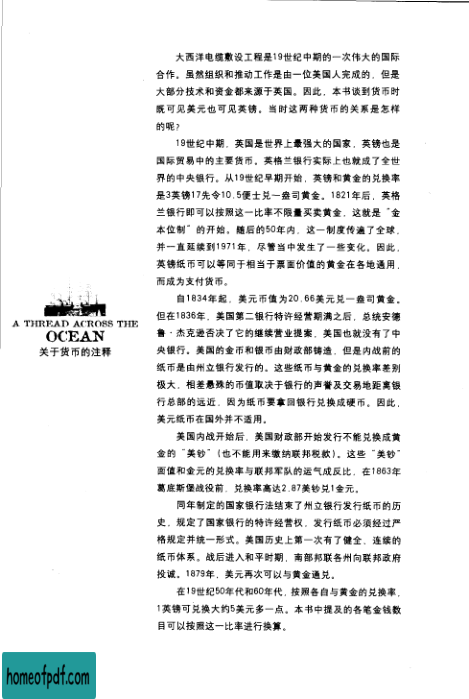 大西洋电缆敷设工程是19世纪中期的一次伟大的国际
合作。虽然组织和推动工作是由一位美国人完成的，但是
大部分技术和资金都来源于英国。因此，本书谈到货币时
既可见美元也可见英镑。当时这两种货币的关系是怎样
的呢？
19世纪中期，英国是世界上最强大的国家，英镑也是
国际贸易中的主要货币。英格兰银行实际上也就成了全世
界的中央银行。从19世纪早期开始，英镑和黄金的兑换率
是3英镑17先令10.5便士兑一盎司黄金。1821年后，英格
兰银行即可以按照这一比率不限量买卖黄金，这就是“金
本位制”的开始。随后的50年内，这一制度传遍了全球，
并一直延续到1971年，尽管当中发生了一些变化。因此，
英镑纸币可以等同于相当于票面价值的黄金在各地通用，
而成为支付货币。
自1834年起，美元币值为20.66美元兑一盎司黄金。
但在1836年，美国第二银行特许经营期满之后，总统安德
鲁·杰克逊否决了它的继续营业提案，美国也就没有了中
央银行。美国的金币和银币由财政部铸造，但是内战前的
纸币是由州立银行发行的。这些纸币与黄金的兑换率差别
极大，相差悬殊的币值取决于银行的声誉及交易地距离银
行总部的远近，因为纸币要拿回银行兑换成硬币。因此，
美元纸币在国外并不适用。
美国内战开始后，美国财政部开始发行不能兑换成黄
金的“美钞”（也不能用来缴纳联邦税款）。这些“美钞”
面值和金元的兑换率与联邦军队的运气成反比，在1863年
葛底斯堡战役前，兑换率高达2.87美钞兑1金元。
同年制定的国家银行法结束了州立银行发行纸币的历
史，规定了国家银行的特许经营权，发行纸币必须经过严
格规定并统一形式。美国历史上第一次有了健全、连续的
纸币体系。战后进入和平时期，南部邦联各州向联邦政府
投诚。1879年，美元再次可以与黄金通兑。
在19世纪50年代和60年代，按照各自与黄金的兑换率，
1英镑可兑换大约5美元多一点。本书中提及的各笔金钱数
目可以按照这一比率进行换算。
A THREAD ACROSS THE
OCEAN
关于货币的注释
homeofpdf.com